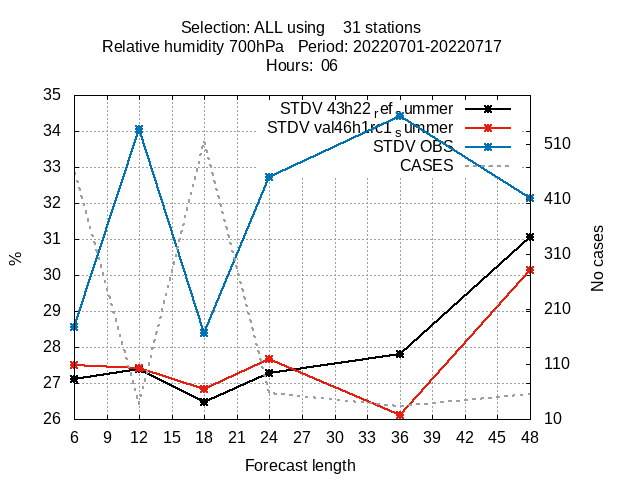 Selection: ALL using    31 stations
Relative humidity 700hPa   Period: 20220701-20220717
Hours:  06
STDV 43h22_ref_summer
STDV val46h1rc1_summer
STDV OBS
CASES
35
34
33
32
31
30
29
28
27
26
%
510
410
310
210
110
10
No cases
6 12 15 18 21 24 27 30 33 36 39 42 45 48
Forecast length